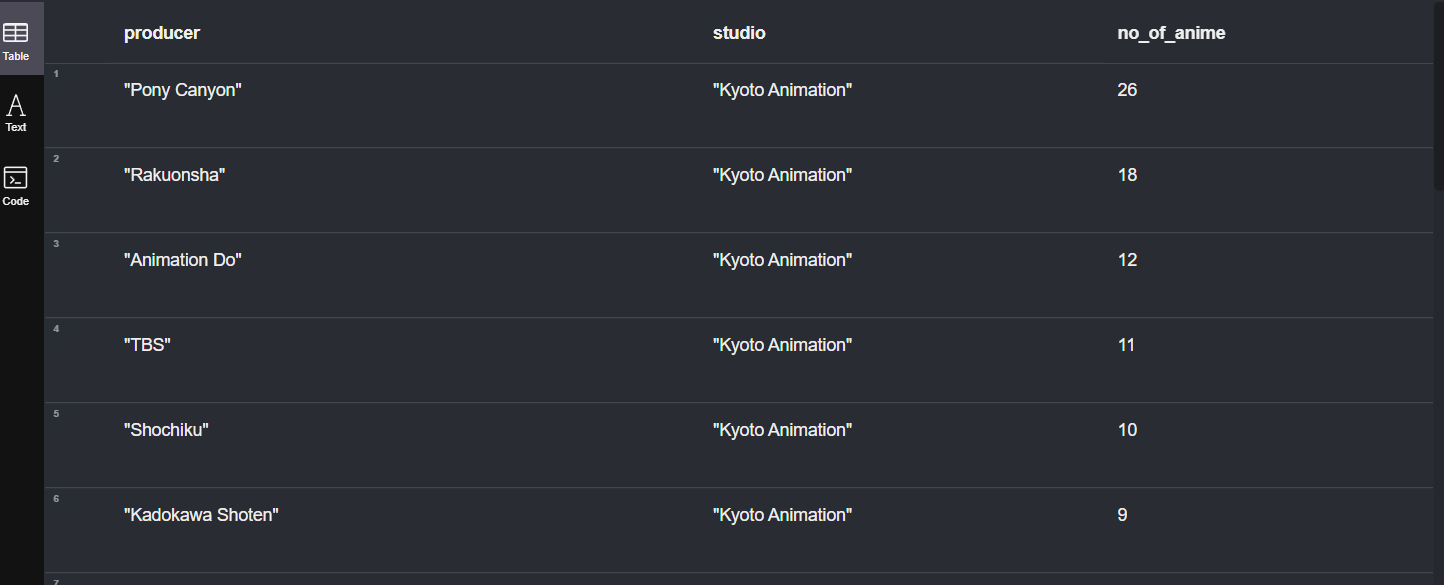 producer studio no_of_anime
Table
1
"Pony Canyon" "Kyoto Animation" 26
Text
2
"Rakuonsha" "Kyoto Animation" 18
Code
3
"Animation Do" "Kyoto Animation" 12
4
"TBS" "Kyoto Animation" 11
5
"Shochiku" "Kyoto Animation" 10
6
"Kadokawa Shoten" "Kyoto Animation" 9
7